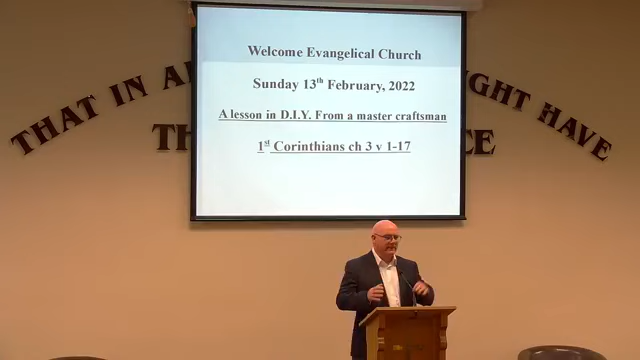 THAT IN A
GHT HAVE
TH
CE
Welcome Evangelical Church
Sunday 13th February, 2022
A lesson in D.I.Y. From a master craftsman
1st Corinthians ch 3 v 1-17